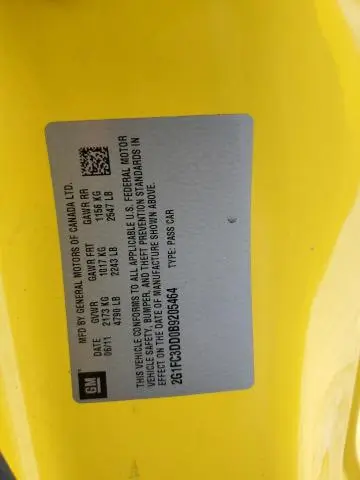 MFD BY GENERAL MOTORS OF CANADA LTD.
DATE GVWR GAWR FRT GAWR RR
06/11 2173 KG 1017 KG 1156 KG
4790 LB 2243 LB 2547 LB
THIS VEHICLE CONFORMS TO ALL APPLICABLE U.S. FEDERAL MOTOR
VEHICLE SAFETY, BUMPER, AND THEFT PREVENTION STANDARDS IN
EFFECT ON THE DATE OF MANUFACTURE SHOWN ABOVE.
2G1FC3DD0B9205464 TYPE: PASS CAR
GM